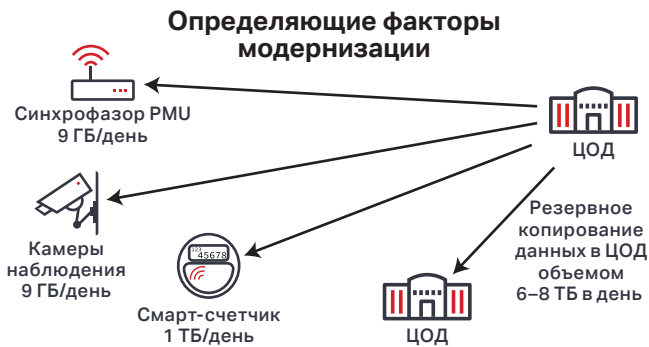 Определяющие факторы
модернизации
Синхрофазор PMU
9 ГБ/день
ЦОД
Камеры
наблюдения
9 ГБ/день
123
45678
Смарт-счетчик
1 ТБ/день
ЦОД
Резервное
копирование
данных в ЦОД
объемом
6–8 ТБ в день